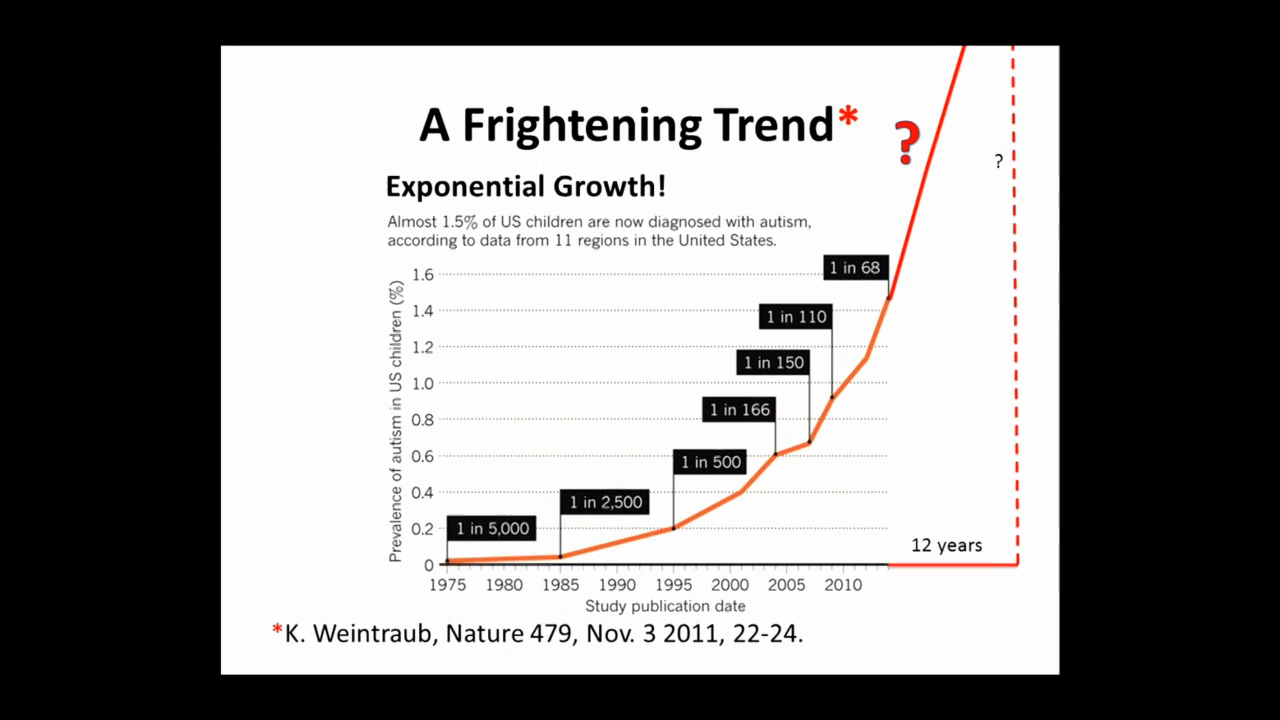 A Frightening Trend*
?
?
Exponential Growth!
Almost 1.5% of US children are now diagnosed with autism,
according to data from 11 regions in the United States.
Prevalence of autism in US children (%)
1.6
1.4
1.2
1.0
0.8
0.6
0.4
0.2
0
1 in 68
1 in 110
1 in 150
1 in 166
1 in 500
1 in 2,500
1 in 5,000
12 years
1975 1980 1985 1990 1995 2000 2005 2010
Study publication date
*K. Weintraub, Nature 479, Nov. 3 2011, 22-24.